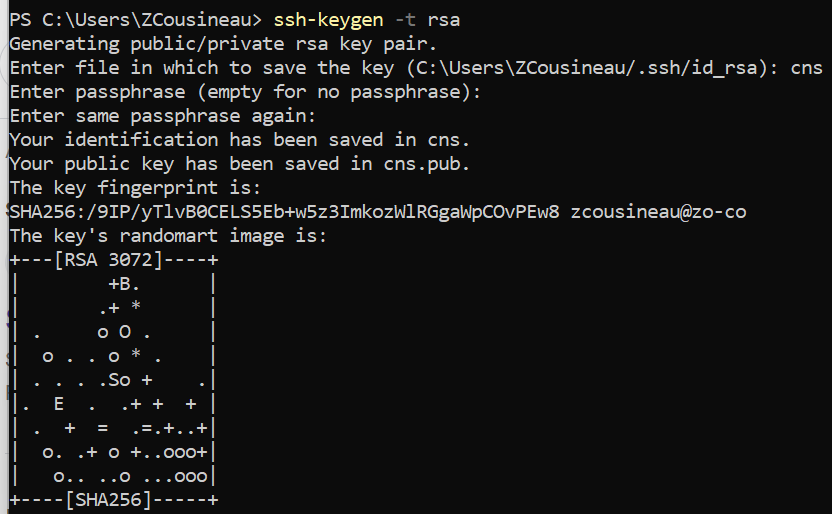 PS C:\Users\ZCousineau> ssh-keygen -t rsa
Generating public/private rsa key pair.
Enter file in which to save the key (C:\Users\ZCousineau/.ssh/id_rsa): cns
Enter passphrase (empty for no passphrase):
Enter same passphrase again:
Your identification has been saved in cns.
Your public key has been saved in cns.pub.
The key fingerprint is:
SHA256:/9IP/yTlvB0CELS5Eb+w5z3ImkozWlRGgaWpCOvPEw8 zcousineau@zo-co
The key's randomart image is:
+---[RSA 3072]----+
|        +B.      |
|       .+ *      |
| .     o O .     |
|  o . . o * .    |
| . . . .So +    .|
|.  E  .  .+ +  + |
| .  +  =  .=.+..+|
|  o. .+ o +..ooo+|
|   o.. ..o ...ooo|
+----[SHA256]-----+